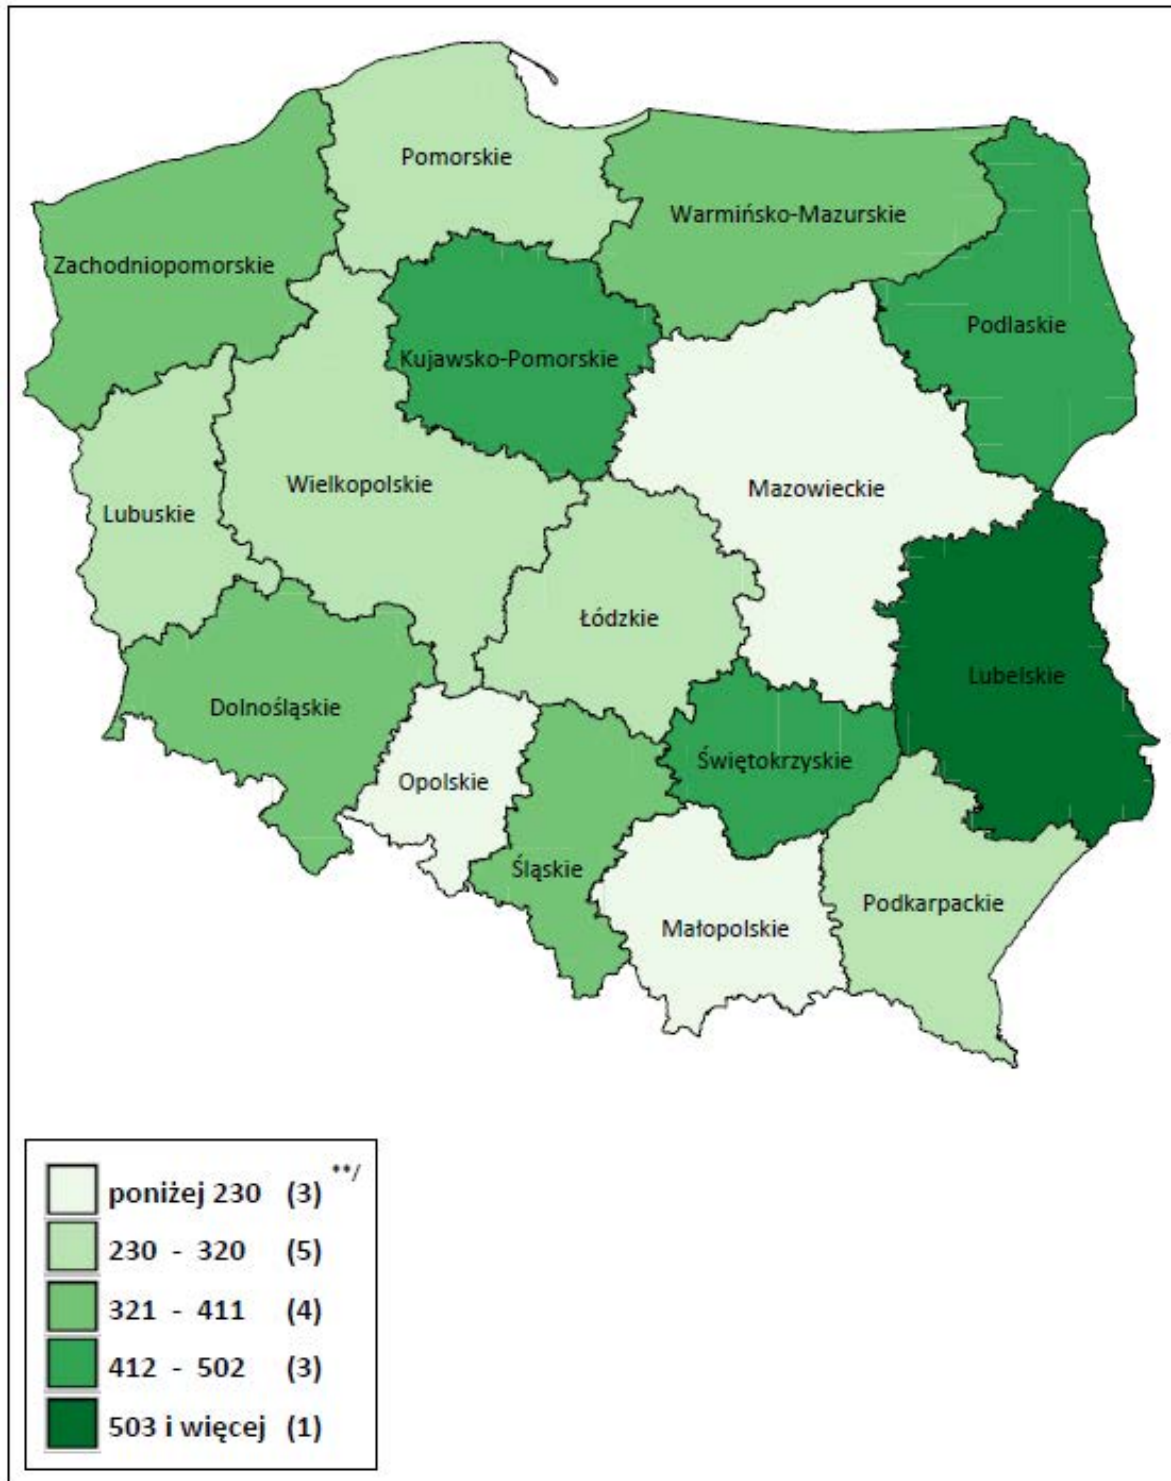 Pomorskie
Warmińsko-Mazurskie
Zachodniopomorskie
Podlaskie
Kujawsko-Pomorskie
Wielkopolskie
Mazowieckie
Lubuskie
Łódzkie
Lubelskie
Dolnośląskie
Świętokrzyskie
Opolskie
Śląskie
Podkarpackie
Małopolskie
poniżej 230 (3) **/
230 - 320 (5)
321 - 411 (4)
412 - 502 (3)
503 i więcej (1)